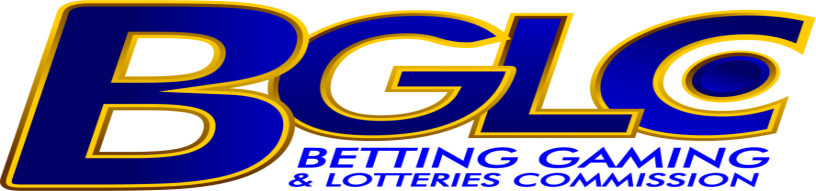 BGLC
BETTING GAMING
& LOTTERIES COMMISSION